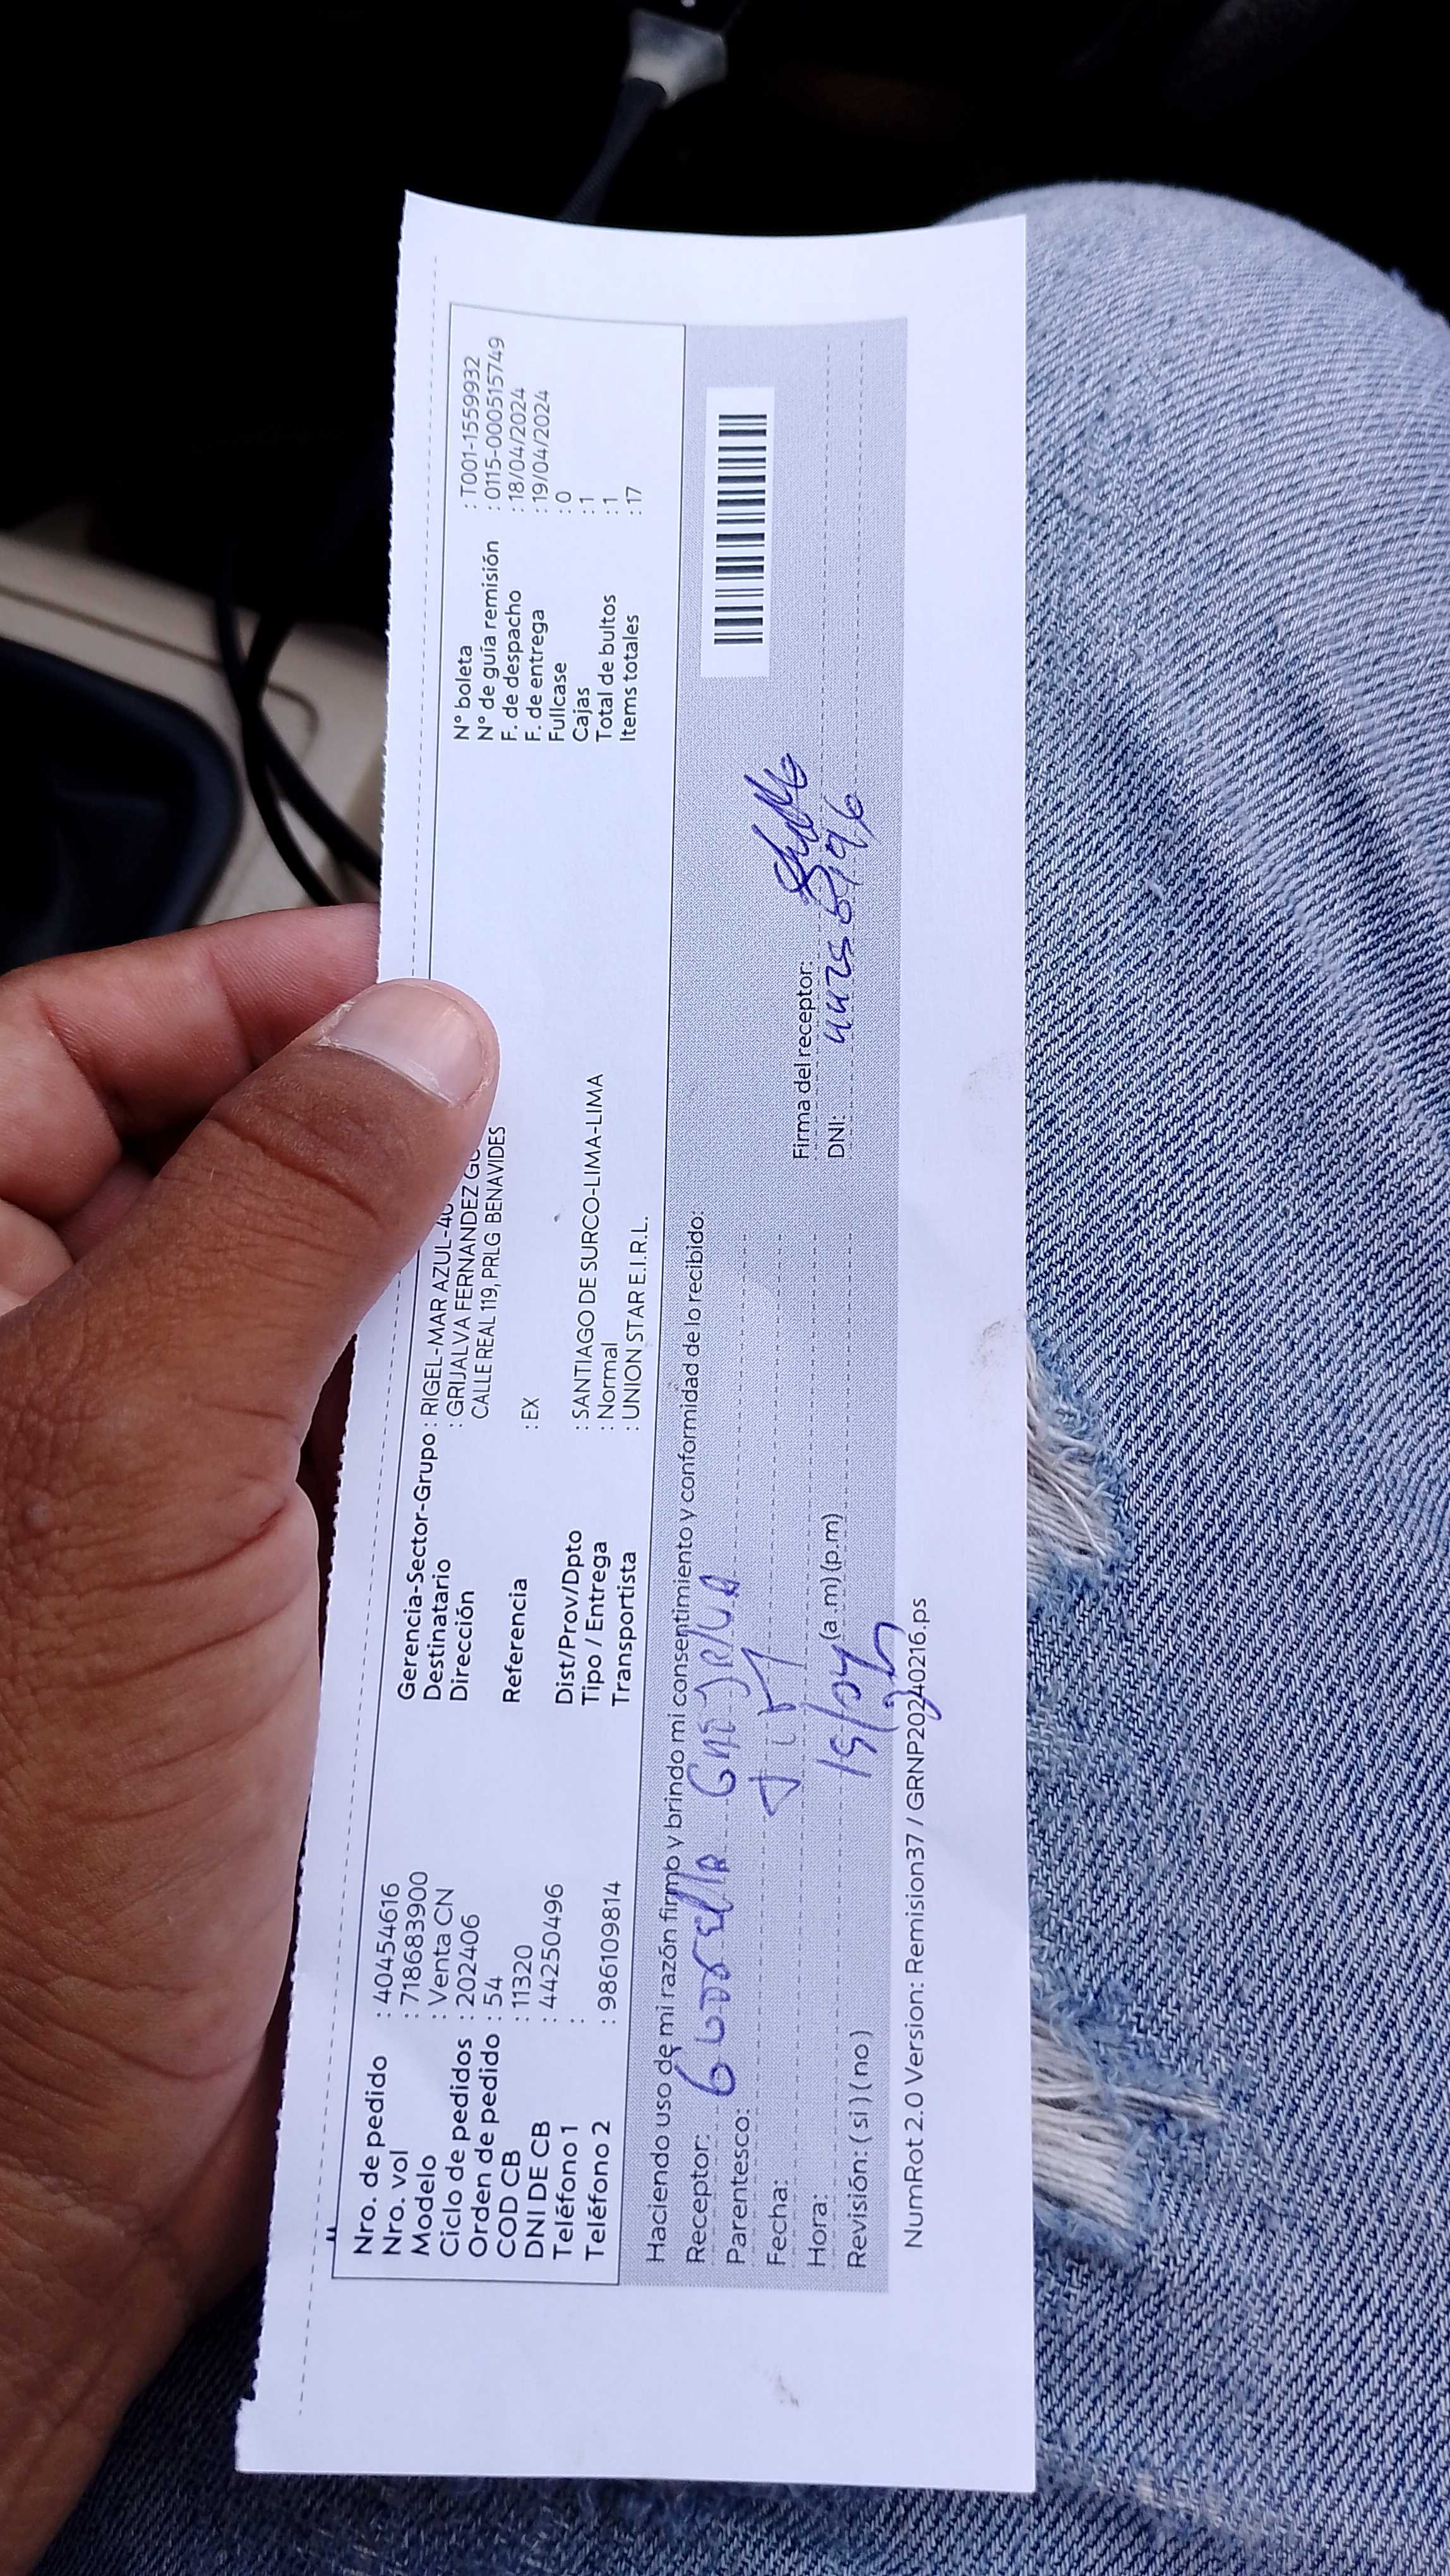 Nro. de pedido : 40454616
Nro. vol : 718683900
Modelo : Venta CN
Ciclo de pedidos : 202406
Orden de pedido : 54
COD CB : 11320
DNI DE CB : 44250496
Teléfono 1 :
Teléfono 2 : 986109814
Gerencia-Sector-Grupo : RIGEL-MAR AZUL-
Destinatario : GRIJALVA FERNANDEZ
Dirección CALLE REAL 119, PRLG BENAVIDES
Referencia : EX
Dist/Prov/Dpto : SANTIAGO DE SURCO-LIMA-LIMA
Tipo / Entrega : Normal
Transportista : UNION STAR E.I.R.L.
N° boleta : T001-1559932
N° de guía remisión : 0115-000515749
F. de despacho : 18/04/2024
F. de entrega : 19/04/2024
Fullcase : 0
Cajas : 1
Total de bultos : 1
Items totales : 17
Haciendo uso de mi razón firmo y brindo mi consentimiento y conformidad de lo recibido:
Receptor: Grijalva
Parentesco:
Fecha:
Hora: (a.m)(p.m)
Revisión: ( si ) ( no )
Firma del receptor:
DNI:
NumRot 2.0 Version: Remision37 / GRNP20240216.ps